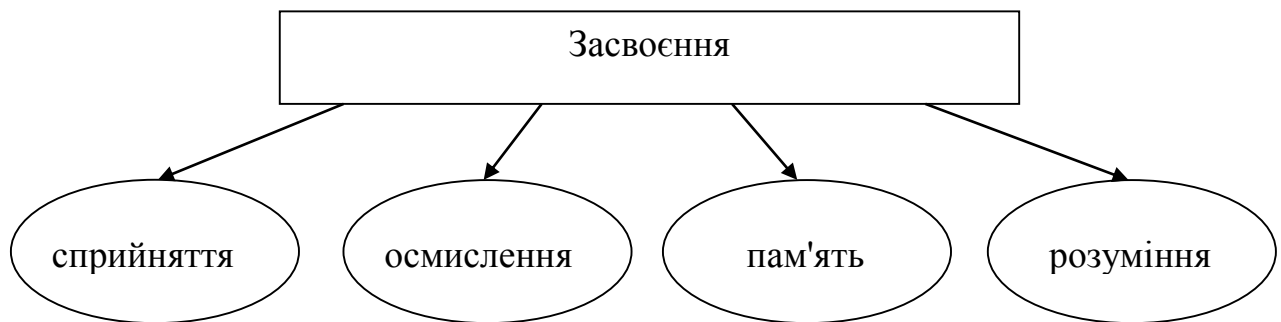 Засвоєння
сприйняття
осмислення
пам'ять
розуміння